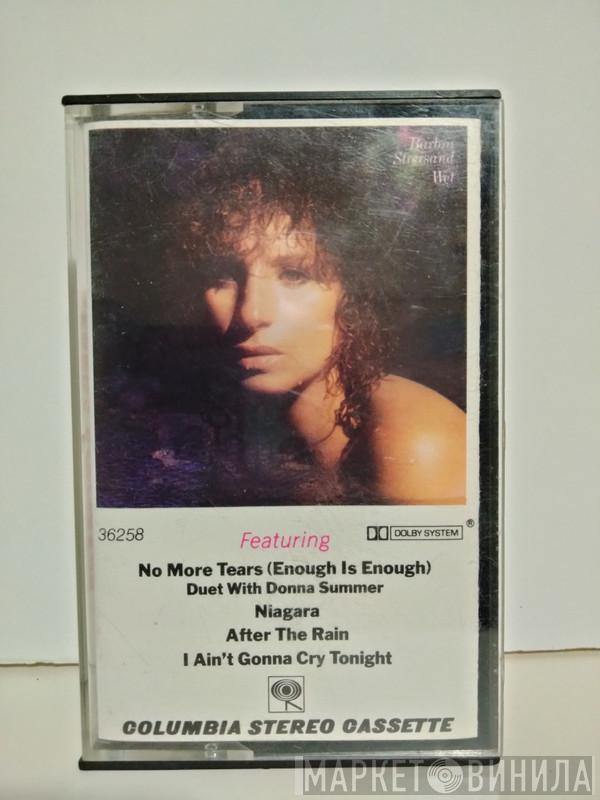 Barbra
Streisand
Wet
36258
Featuring
DOLBY SYSTEM ®
No More Tears (Enough Is Enough)
Duet With Donna Summer
Niagara
After The Rain
I Ain't Gonna Cry Tonight
COLUMBIA STEREO CASSETTE
МАРКЕТ ВИНИЛА